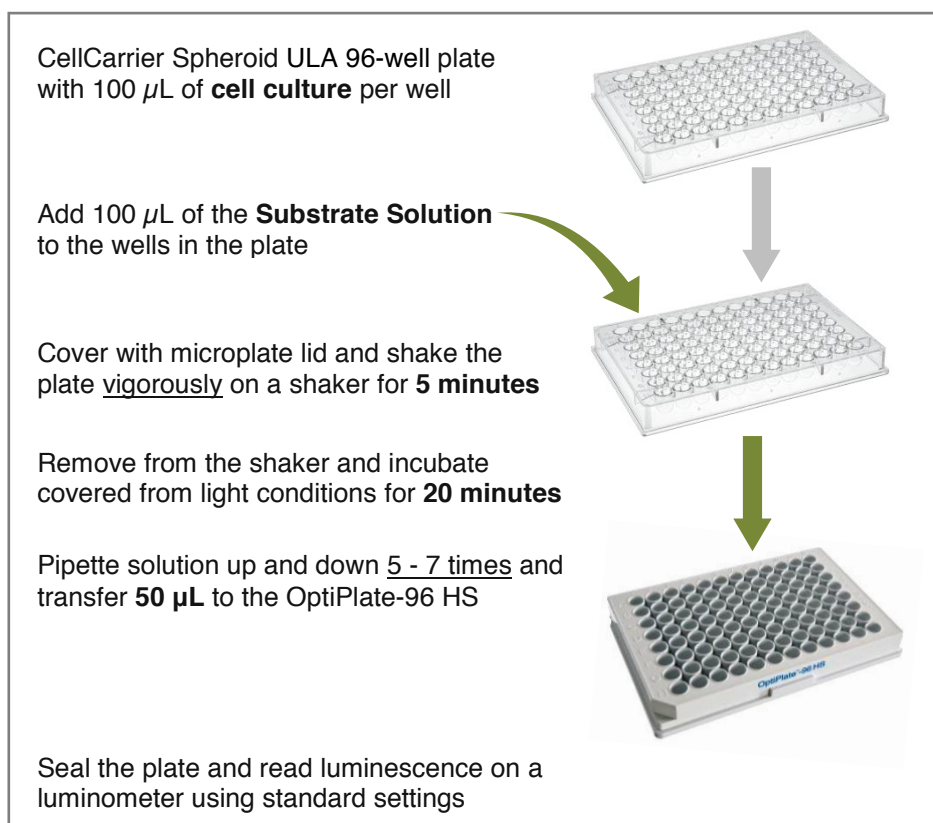 CellCarrier Spheroid ULA 96-well plate
with 100 µL of cell culture per well
Add 100 µL of the Substrate Solution
to the wells in the plate
Cover with microplate lid and shake the
plate vigorously on a shaker for 5 minutes
Remove from the shaker and incubate
covered from light conditions for 20 minutes
Pipette solution up and down 5 - 7 times and
transfer 50 µL to the OptiPlate-96 HS
OptiPlate™-96 HS
Seal the plate and read luminescence on a
luminometer using standard settings